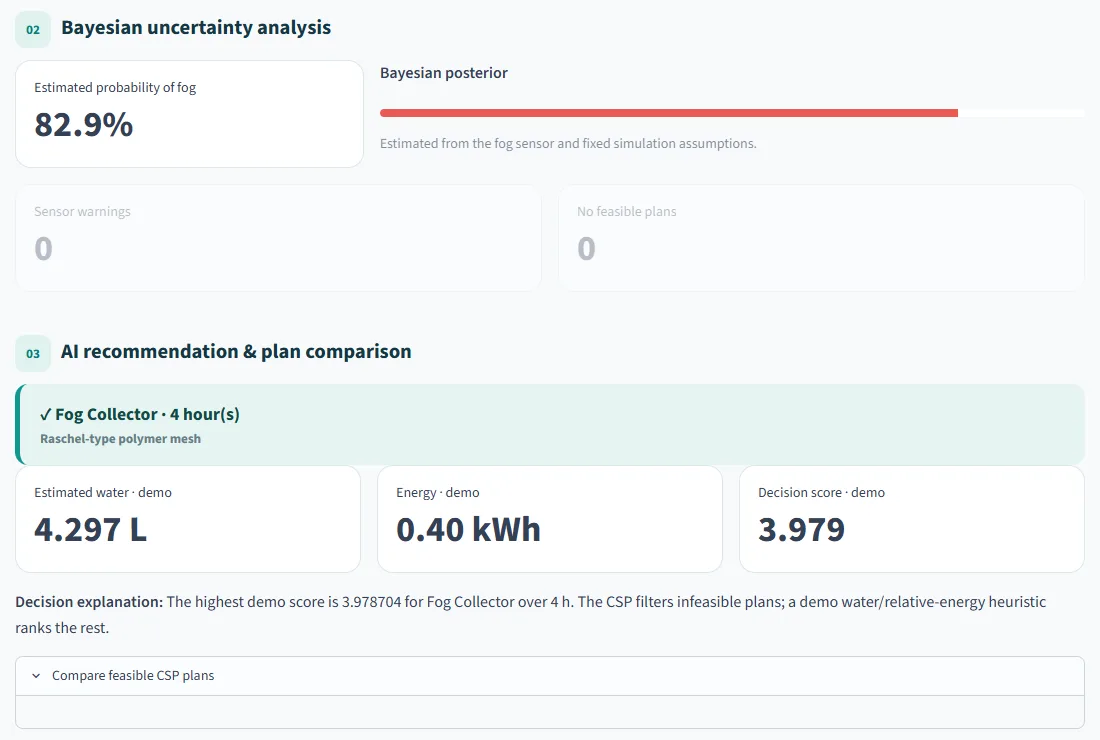 02
Bayesian uncertainty analysis
Estimated probability of fog
82.9%
Bayesian posterior
Estimated from the fog sensor and fixed simulation assumptions.
Sensor warnings
0
No feasible plans
0
03
AI recommendation & plan comparison
✓ Fog Collector · 4 hour(s)
Raschel-type polymer mesh
Estimated water · demo
4.297 L
Energy · demo
0.40 kWh
Decision score · demo
3.979
Decision explanation: The highest demo score is 3.978704 for Fog Collector over 4 h. The CSP filters infeasible plans; a demo water/relative-energy heuristic
ranks the rest.
Compare feasible CSP plans